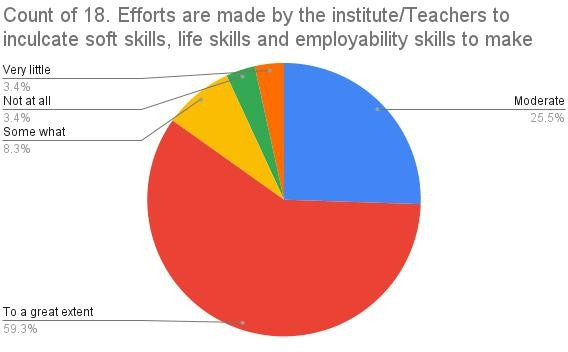 Count of 18. Efforts are made by the institute/Teachers to
inculcate soft skills, life skills and employability skills to make
Very little
3.4%
Not at all
3.4%
Some what
8.3%
Moderate
25.5%
To a great extent
59.3%